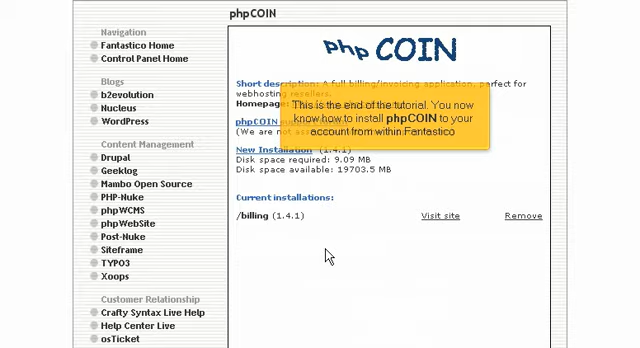 phpCOIN
Navigation
Fantastico Home
Control Panel Home
Blogs
b2evolution
Nucleus
WordPress
Content Management
Drupal
Geeklog
Mambo Open Source
PHP-Nuke
phpWCMS
phpWebSite
Post-Nuke
Siteframe
TYPO3
Xoops
Customer Relationship
Crafty Syntax Live Help
Help Center Live
osTicket
php COIN
Short description: A full billing/invoicing application, perfect for
webhosting resellers.
Homepage:
This is the end of the tutorial. You now
know how to install phpCOIN to your
account from within Fantastico
phpCOIN
(We are not
New Installation (1.4.1)
Disk space required: 9.09 MB
Disk space available: 19703.5 MB
Current installations:
/billing (1.4.1) Visit site Remove